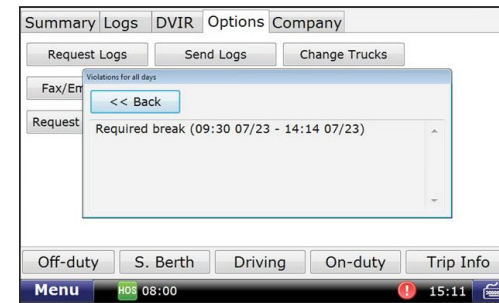 Summary Logs DVIR Options Company
Request Logs Send Logs Change Trucks
Violations for all days
Fax/Em
<< Back
Request
Required break (09:30 07/23 - 14:14 07/23)
Off-duty S. Berth Driving On-duty Trip Info
Menu HOS 08:00 ! 15:11